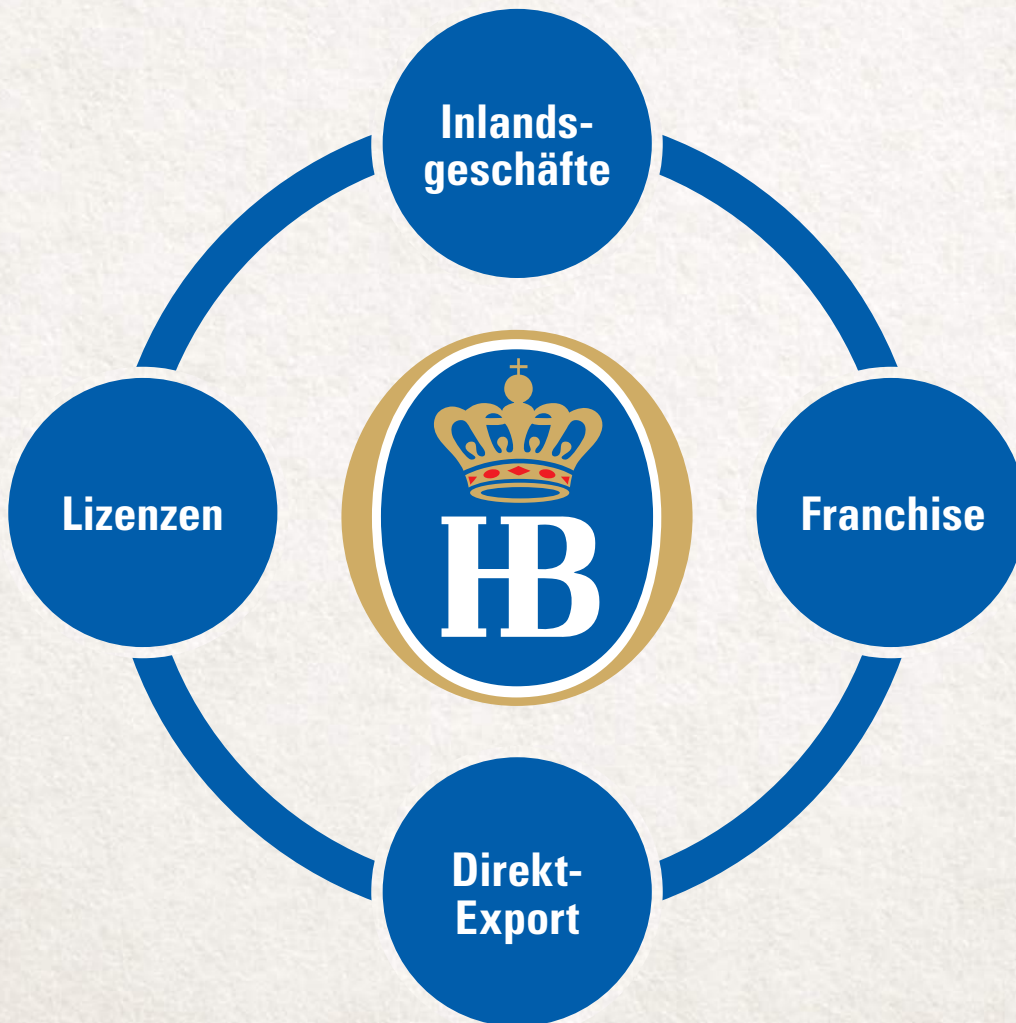 Inlands-
geschäfte
Lizenzen
HB
Franchise
Direkt-
Export